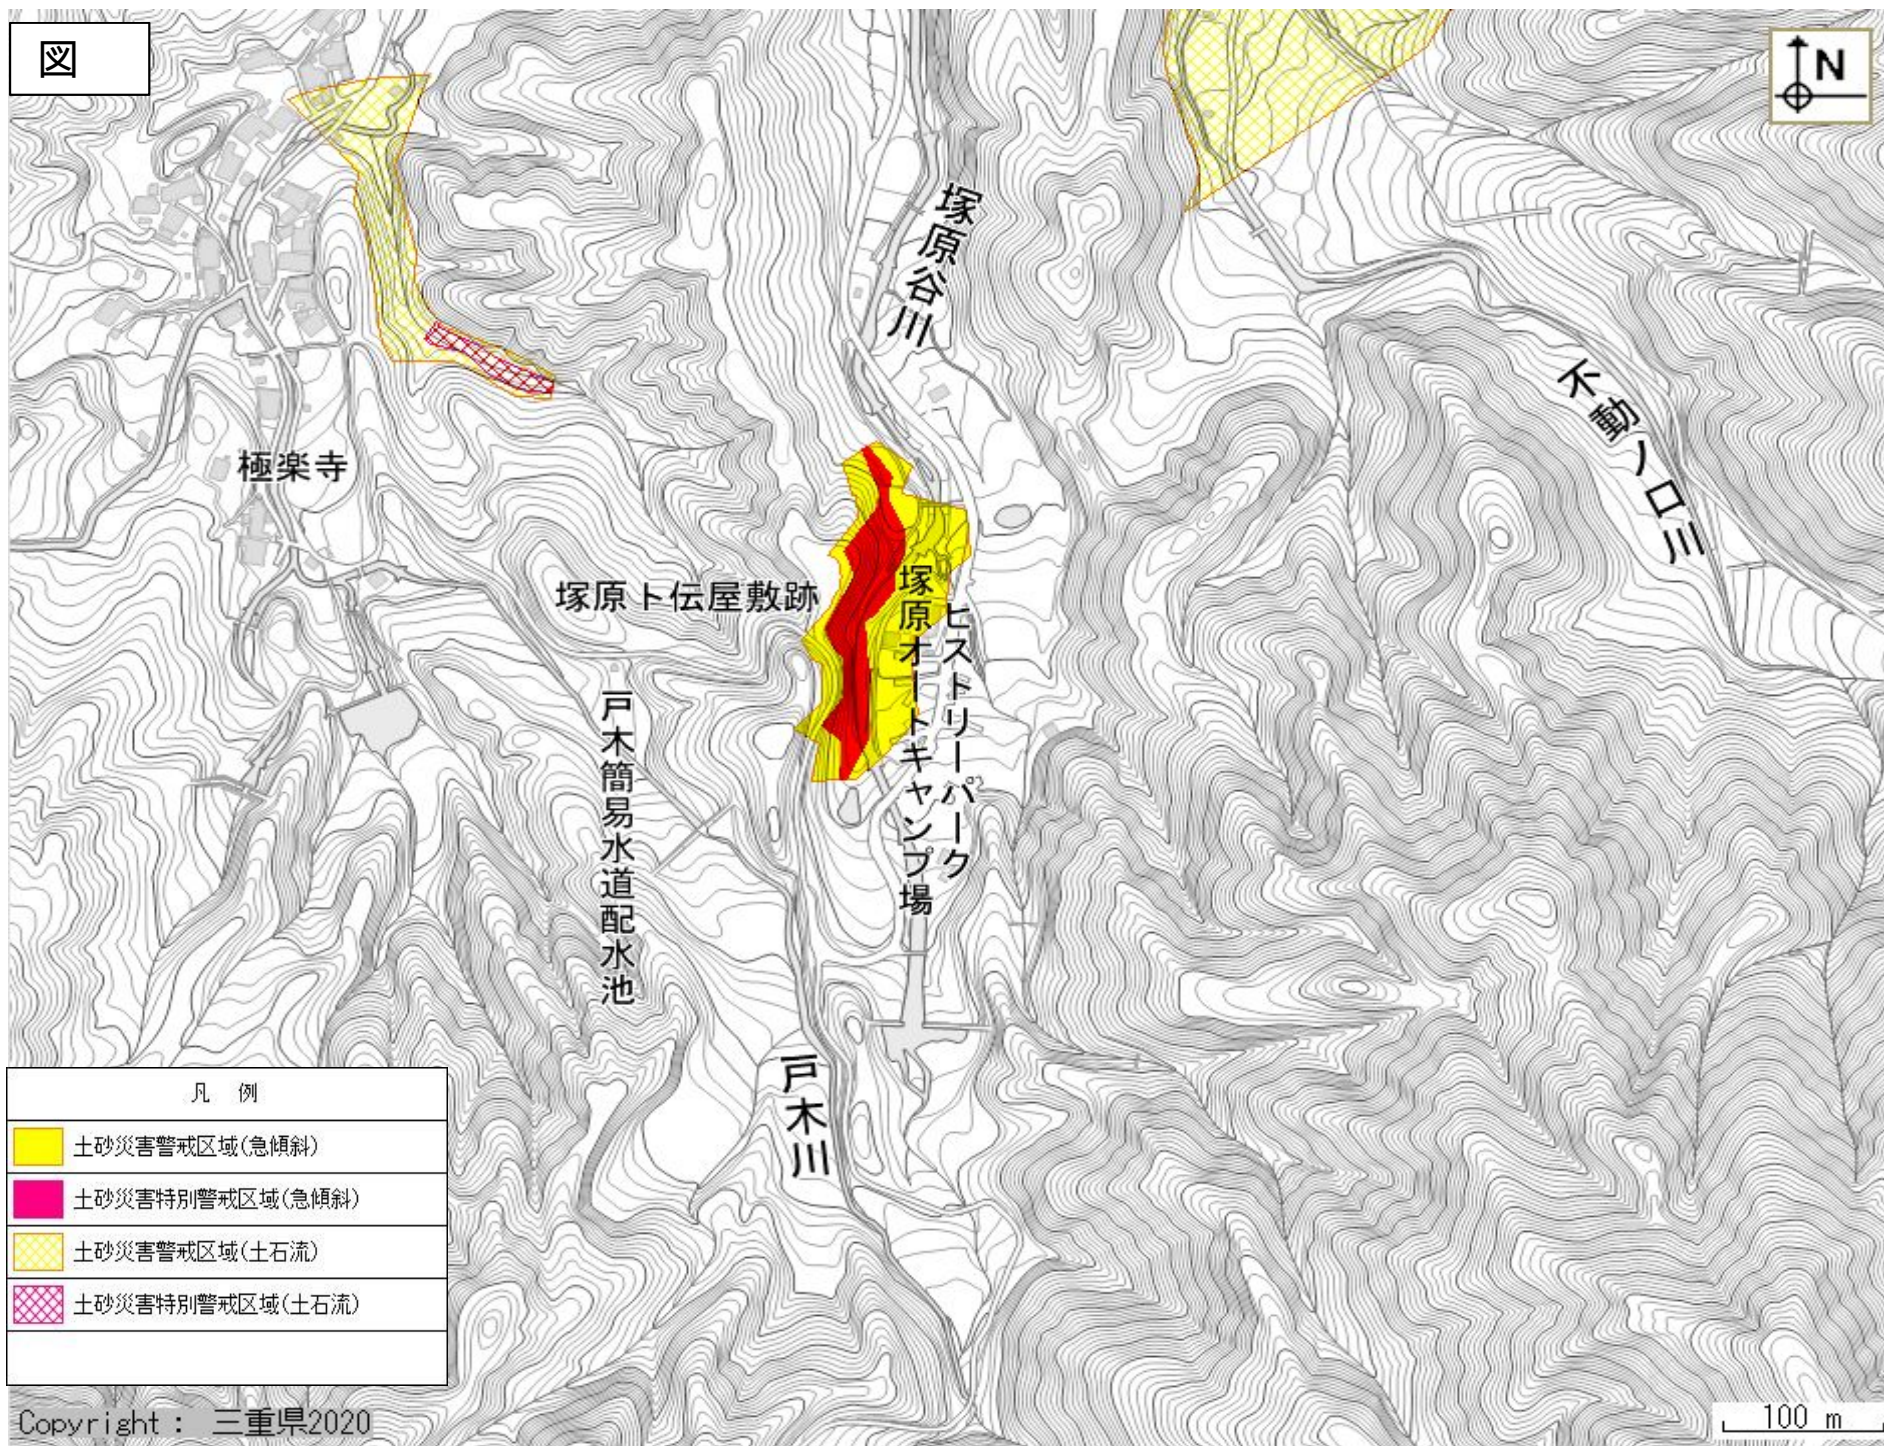 図
N
塚原谷川
不動ノ口川
極楽寺
塚原卜伝屋敷跡
塚原オートキャンプ場
ヒストリーパーク
戸木簡易水道配水池
戸木川
凡 例
土砂災害警戒区域(急傾斜)
土砂災害特別警戒区域(急傾斜)
土砂災害警戒区域(土石流)
土砂災害特別警戒区域(土石流)
Copyright : 三重県2020
100 m